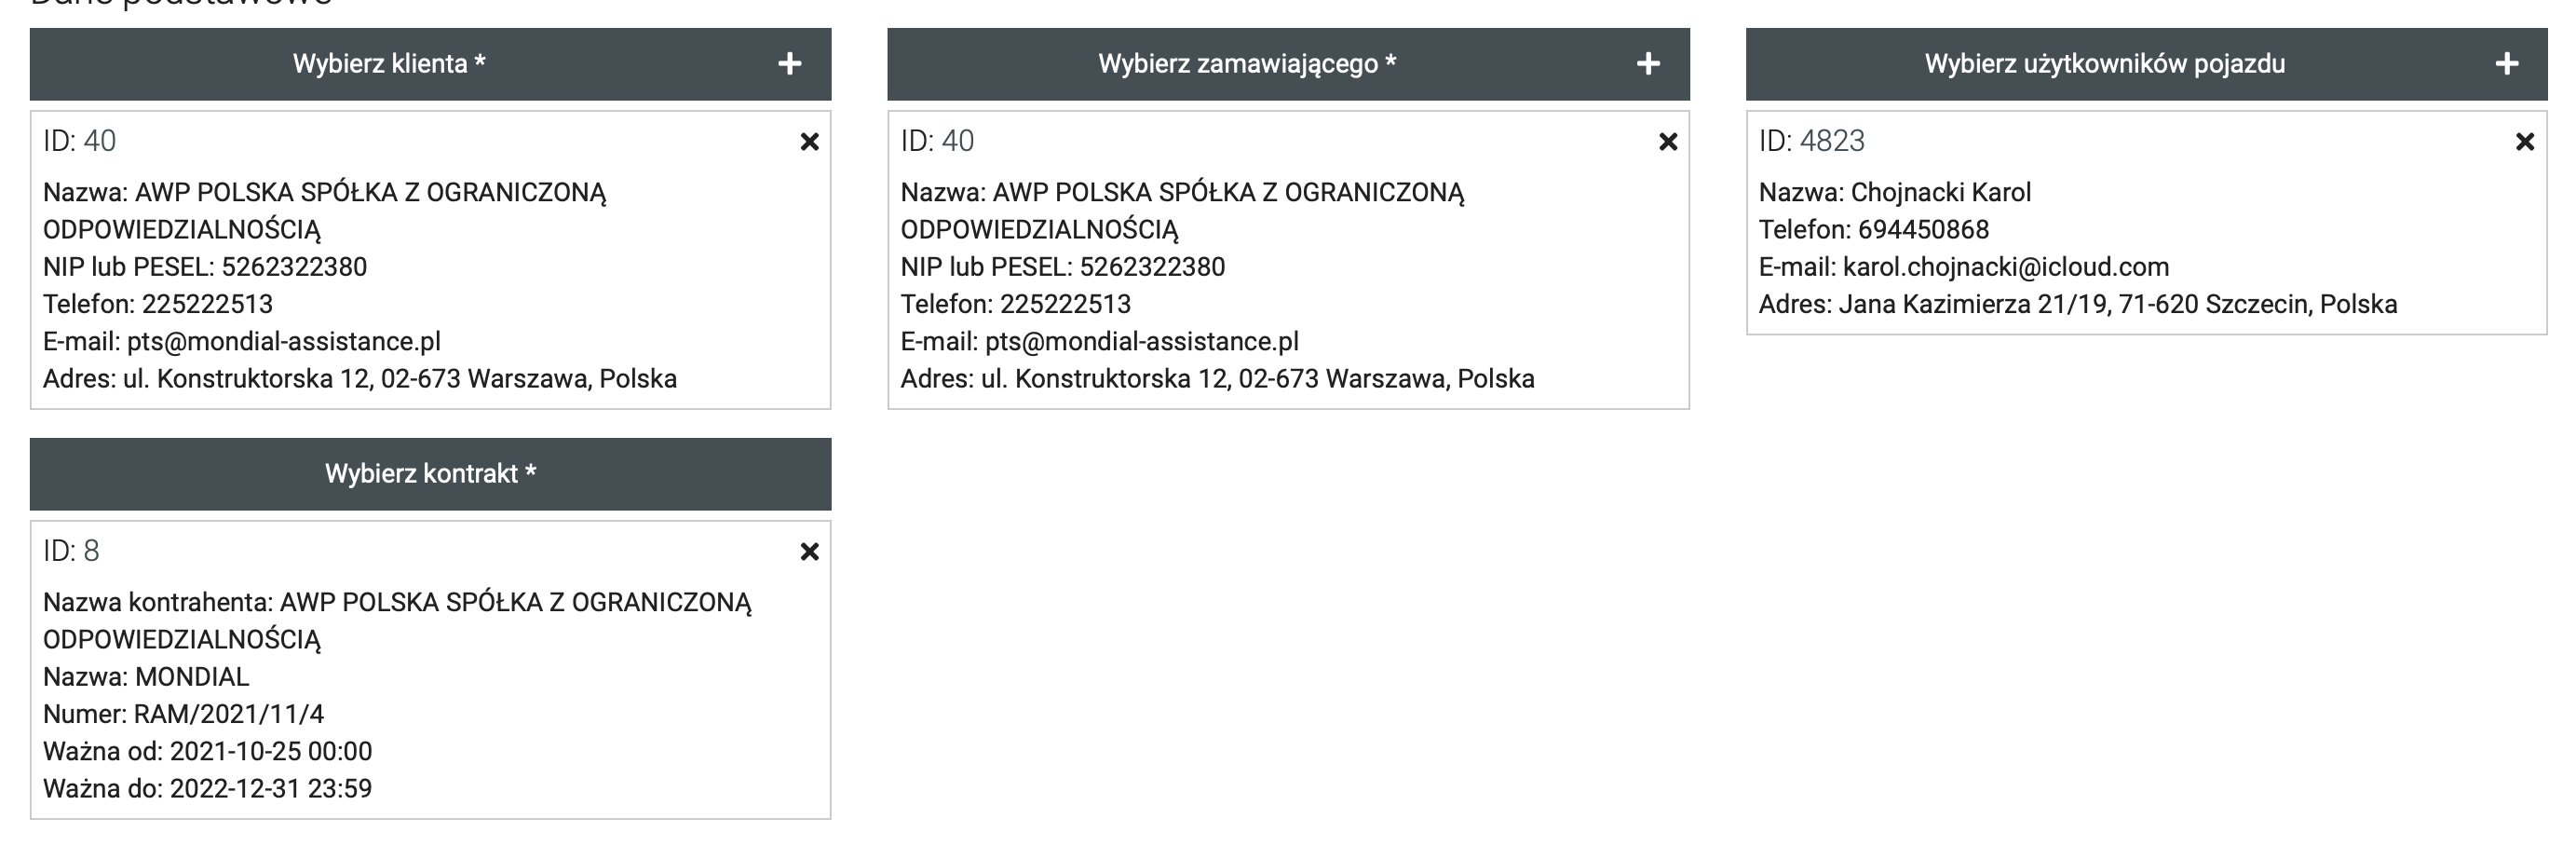 Dane podstawowe
Wybierz klienta *
ID: 40
Nazwa: AWP POLSKA SPÓŁKA Z OGRANICZONĄ
ODPOWIEDZIALNOŚCIĄ
NIP lub PESEL: 5262322380
Telefon: 225222513
E-mail: pts@mondial-assistance.pl
Adres: ul. Konstruktorska 12, 02-673 Warszawa, Polska
Wybierz zamawiającego *
ID: 40
Nazwa: AWP POLSKA SPÓŁKA Z OGRANICZONĄ
ODPOWIEDZIALNOŚCIĄ
NIP lub PESEL: 5262322380
Telefon: 225222513
E-mail: pts@mondial-assistance.pl
Adres: ul. Konstruktorska 12, 02-673 Warszawa, Polska
Wybierz użytkowników pojazdu
ID: 4823
Nazwa: Chojnacki Karol
Telefon: 694450868
E-mail: karol.chojnacki@icloud.com
Adres: Jana Kazimierza 21/19, 71-620 Szczecin, Polska
Wybierz kontrakt *
ID: 8
Nazwa kontrahenta: AWP POLSKA SPÓŁKA Z OGRANICZONĄ
ODPOWIEDZIALNOŚCIĄ
Nazwa: MONDIAL
Numer: RAM/2021/11/4
Ważna od: 2021-10-25 00:00
Ważna do: 2022-12-31 23:59